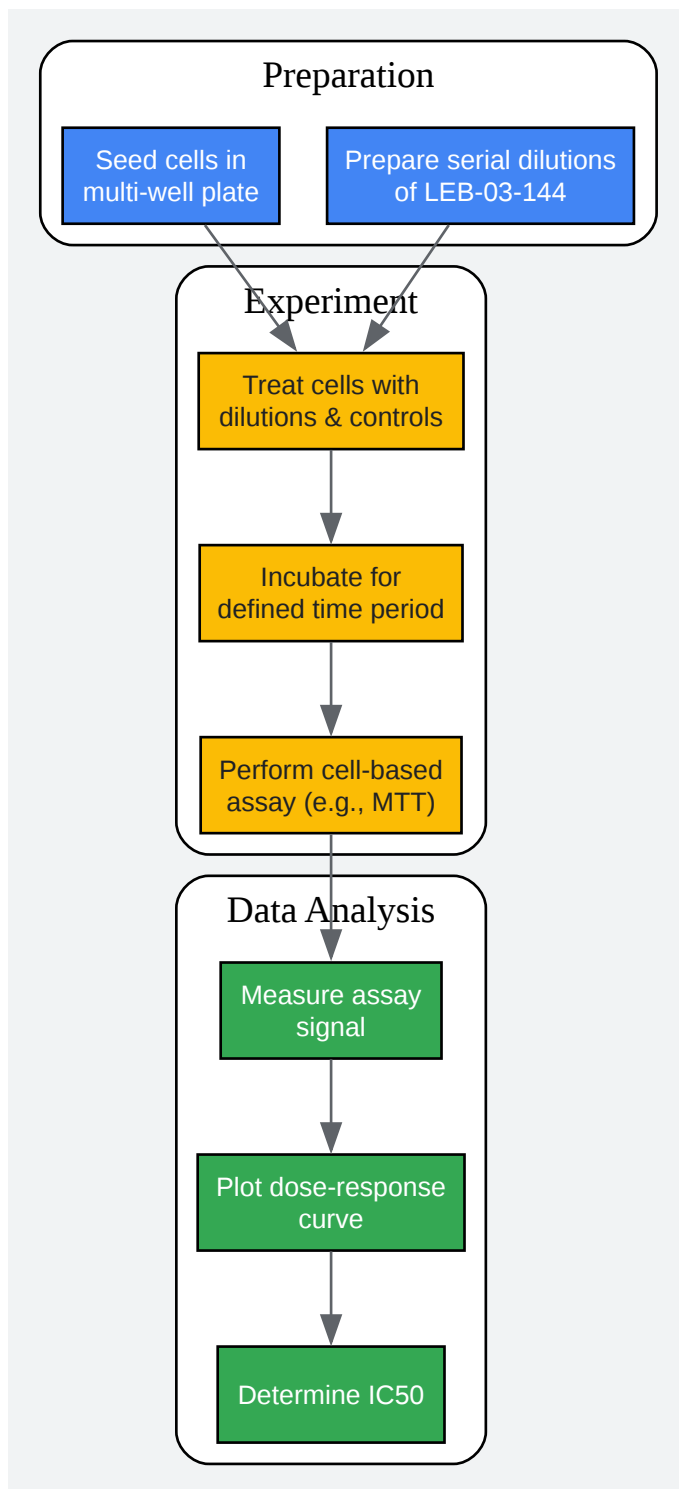 Preparation
Seed cells in
multi-well plate
Prepare serial dilutions
of LEB-03-144
Experiment
Treat cells with
dilutions & controls
Incubate for
defined time period
Perform cell-based
assay (e.g., MTT)
Data Analysis
Measure assay
signal
Plot dose-response
curve
Determine IC50